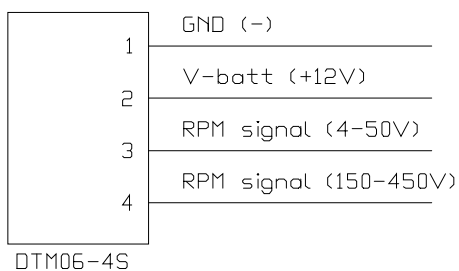 GND (-)
1
V-batt (+12V)
2
RPM signal (4-50V)
3
RPM signal (150-450V)
4
DTM06-4S